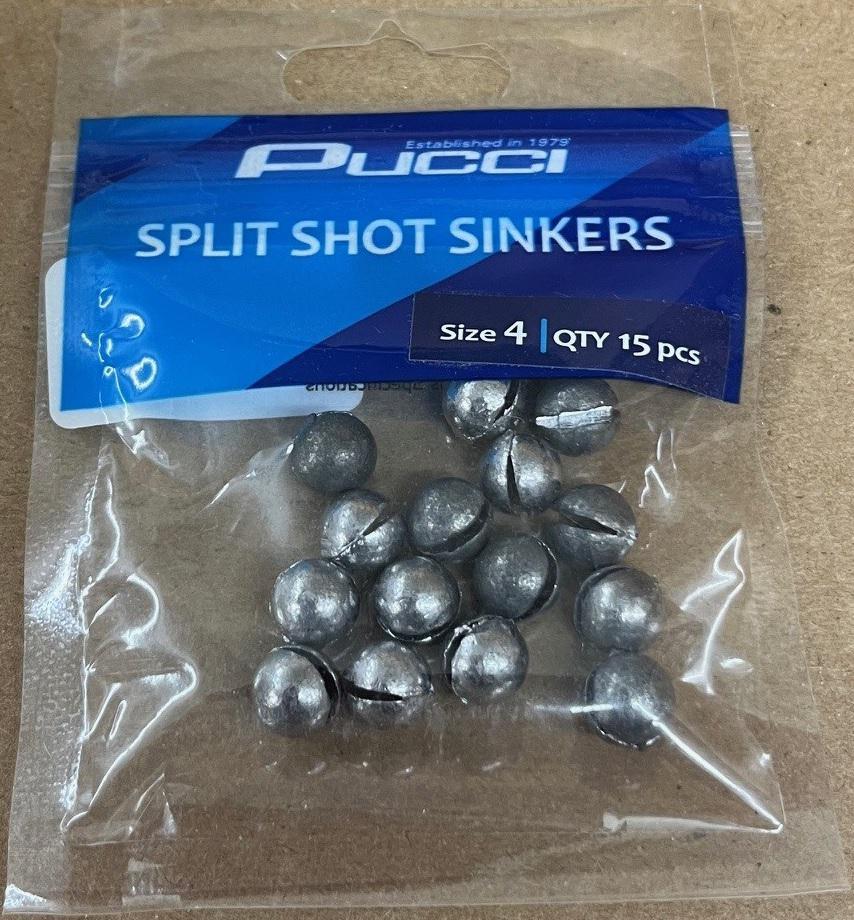 Established in 1979
Pucci
SPLIT SHOT SINKERS
Size 4 | QTY 15 pcs